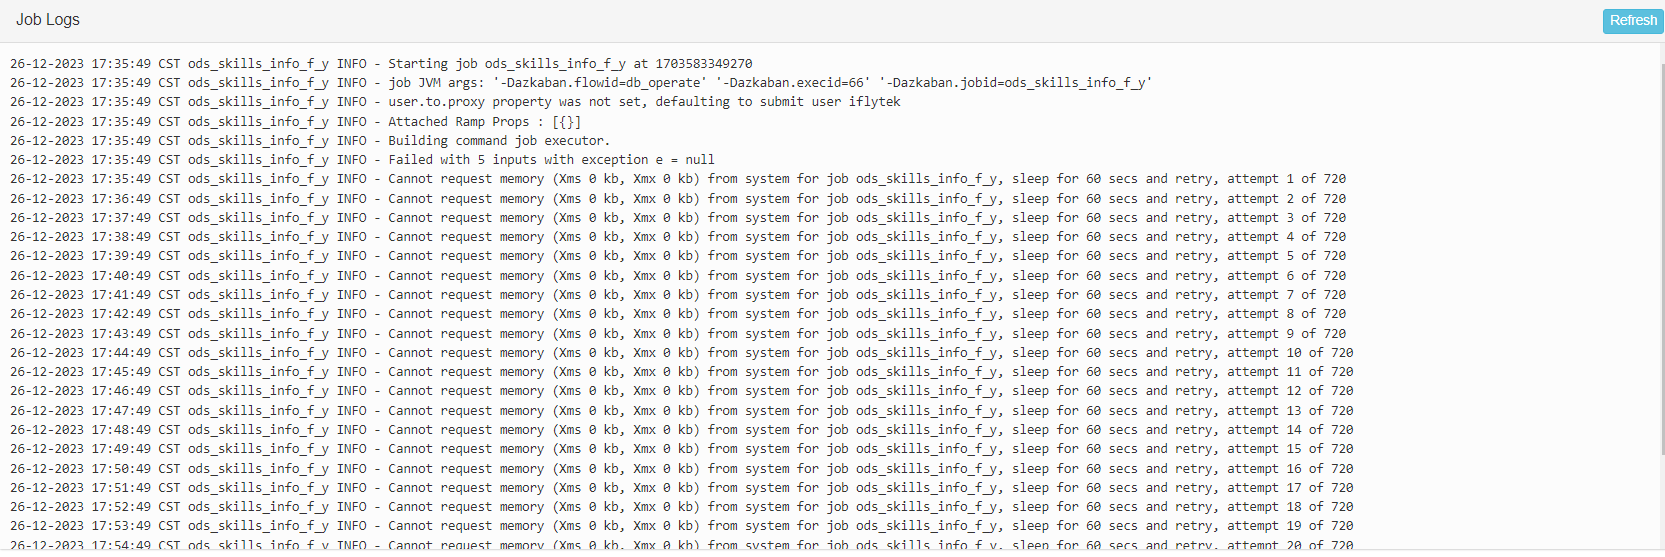 Job Logs
Refresh
26-12-2023 17:35:49 CST ods_skills_info_f_y INFO - Starting job ods_skills_info_f_y at 1703583349270
26-12-2023 17:35:49 CST ods_skills_info_f_y INFO - job JVM args: '-Dazkaban.flowid=db_operate' '-Dazkaban.execid=66' '-Dazkaban.jobid=ods_skills_info_f_y'
26-12-2023 17:35:49 CST ods_skills_info_f_y INFO - user.to.proxy property was not set, defaulting to submit user iflytek
26-12-2023 17:35:49 CST ods_skills_info_f_y INFO - Attached Ramp Props : [{}]
26-12-2023 17:35:49 CST ods_skills_info_f_y INFO - Building command job executor.
26-12-2023 17:35:49 CST ods_skills_info_f_y INFO - Failed with 5 inputs with exception e = null
26-12-2023 17:35:49 CST ods_skills_info_f_y INFO - Cannot request memory (Xms 0 kb, Xmx 0 kb) from system for job ods_skills_info_f_y, sleep for 60 secs and retry, attempt 1 of 720
26-12-2023 17:36:49 CST ods_skills_info_f_y INFO - Cannot request memory (Xms 0 kb, Xmx 0 kb) from system for job ods_skills_info_f_y, sleep for 60 secs and retry, attempt 2 of 720
26-12-2023 17:37:49 CST ods_skills_info_f_y INFO - Cannot request memory (Xms 0 kb, Xmx 0 kb) from system for job ods_skills_info_f_y, sleep for 60 secs and retry, attempt 3 of 720
26-12-2023 17:38:49 CST ods_skills_info_f_y INFO - Cannot request memory (Xms 0 kb, Xmx 0 kb) from system for job ods_skills_info_f_y, sleep for 60 secs and retry, attempt 4 of 720
26-12-2023 17:39:49 CST ods_skills_info_f_y INFO - Cannot request memory (Xms 0 kb, Xmx 0 kb) from system for job ods_skills_info_f_y, sleep for 60 secs and retry, attempt 5 of 720
26-12-2023 17:40:49 CST ods_skills_info_f_y INFO - Cannot request memory (Xms 0 kb, Xmx 0 kb) from system for job ods_skills_info_f_y, sleep for 60 secs and retry, attempt 6 of 720
26-12-2023 17:41:49 CST ods_skills_info_f_y INFO - Cannot request memory (Xms 0 kb, Xmx 0 kb) from system for job ods_skills_info_f_y, sleep for 60 secs and retry, attempt 7 of 720
26-12-2023 17:42:49 CST ods_skills_info_f_y INFO - Cannot request memory (Xms 0 kb, Xmx 0 kb) from system for job ods_skills_info_f_y, sleep for 60 secs and retry, attempt 8 of 720
26-12-2023 17:43:49 CST ods_skills_info_f_y INFO - Cannot request memory (Xms 0 kb, Xmx 0 kb) from system for job ods_skills_info_f_y, sleep for 60 secs and retry, attempt 9 of 720
26-12-2023 17:44:49 CST ods_skills_info_f_y INFO - Cannot request memory (Xms 0 kb, Xmx 0 kb) from system for job ods_skills_info_f_y, sleep for 60 secs and retry, attempt 10 of 720
26-12-2023 17:45:49 CST ods_skills_info_f_y INFO - Cannot request memory (Xms 0 kb, Xmx 0 kb) from system for job ods_skills_info_f_y, sleep for 60 secs and retry, attempt 11 of 720
26-12-2023 17:46:49 CST ods_skills_info_f_y INFO - Cannot request memory (Xms 0 kb, Xmx 0 kb) from system for job ods_skills_info_f_y, sleep for 60 secs and retry, attempt 12 of 720
26-12-2023 17:47:49 CST ods_skills_info_f_y INFO - Cannot request memory (Xms 0 kb, Xmx 0 kb) from system for job ods_skills_info_f_y, sleep for 60 secs and retry, attempt 13 of 720
26-12-2023 17:48:49 CST ods_skills_info_f_y INFO - Cannot request memory (Xms 0 kb, Xmx 0 kb) from system for job ods_skills_info_f_y, sleep for 60 secs and retry, attempt 14 of 720
26-12-2023 17:49:49 CST ods_skills_info_f_y INFO - Cannot request memory (Xms 0 kb, Xmx 0 kb) from system for job ods_skills_info_f_y, sleep for 60 secs and retry, attempt 15 of 720
26-12-2023 17:50:49 CST ods_skills_info_f_y INFO - Cannot request memory (Xms 0 kb, Xmx 0 kb) from system for job ods_skills_info_f_y, sleep for 60 secs and retry, attempt 16 of 720
26-12-2023 17:51:49 CST ods_skills_info_f_y INFO - Cannot request memory (Xms 0 kb, Xmx 0 kb) from system for job ods_skills_info_f_y, sleep for 60 secs and retry, attempt 17 of 720
26-12-2023 17:52:49 CST ods_skills_info_f_y INFO - Cannot request memory (Xms 0 kb, Xmx 0 kb) from system for job ods_skills_info_f_y, sleep for 60 secs and retry, attempt 18 of 720
26-12-2023 17:53:49 CST ods_skills_info_f_y INFO - Cannot request memory (Xms 0 kb, Xmx 0 kb) from system for job ods_skills_info_f_y, sleep for 60 secs and retry, attempt 19 of 720
26-12-2023 17:54:49 CST ods_skills_info_f_y INFO - Cannot request memory (Xms 0 kb, Xmx 0 kb) from system for job ods_skills_info_f_y, sleep for 60 secs and retry, attempt 20 of 720